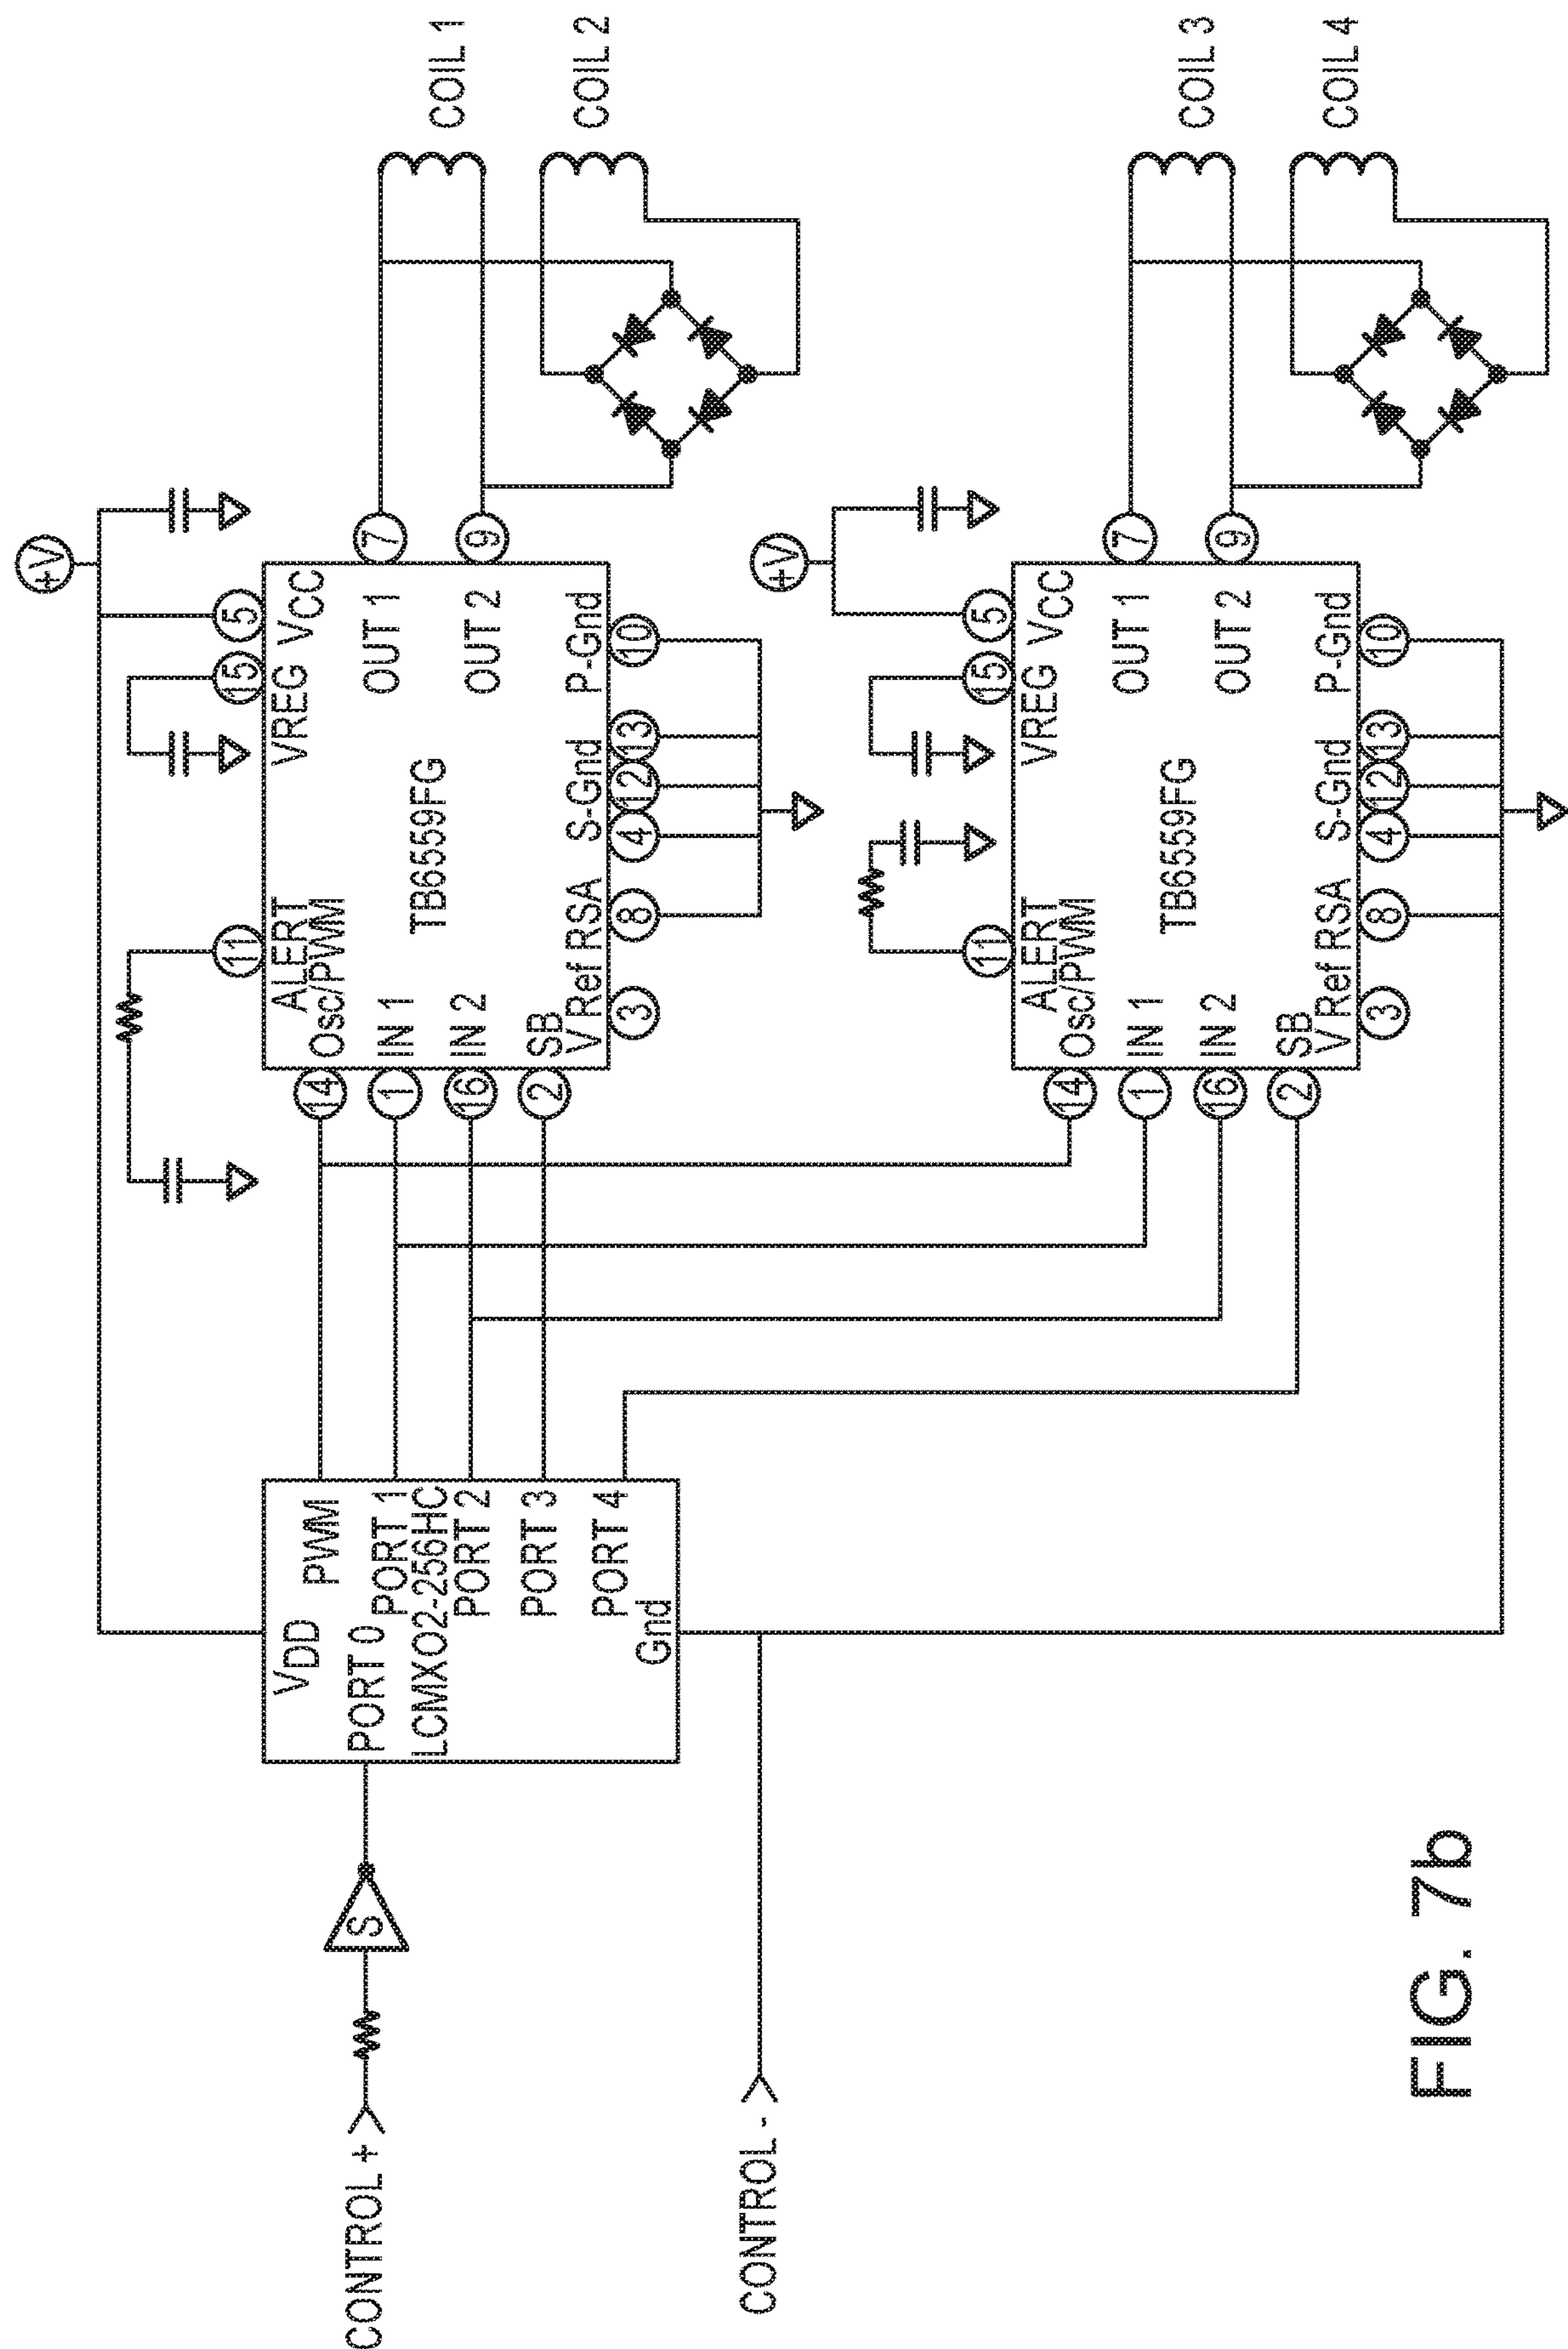 +V
5
15
11
VCC
VREG
ALERT
Osc/PWM
14
IN 1
1
IN 2
16
SB
2
TB6559FG
OUT 1
7
OUT 2
9
V Ref
RSA
S-Gnd
P-Gnd
3
8
4
12
13
10
COIL 1
COIL 2
CONTROL +
S
VDD
PWM
PORT 0
PORT 1
LCMXO2-256HC
PORT 2
PORT 3
PORT 4
Gnd
CONTROL -
+V
5
15
11
VCC
VREG
ALERT
Osc/PWM
14
IN 1
1
IN 2
16
SB
2
TB6559FG
OUT 1
7
OUT 2
9
V Ref
RSA
S-Gnd
P-Gnd
3
8
4
12
13
10
COIL 3
COIL 4
FIG. 7b